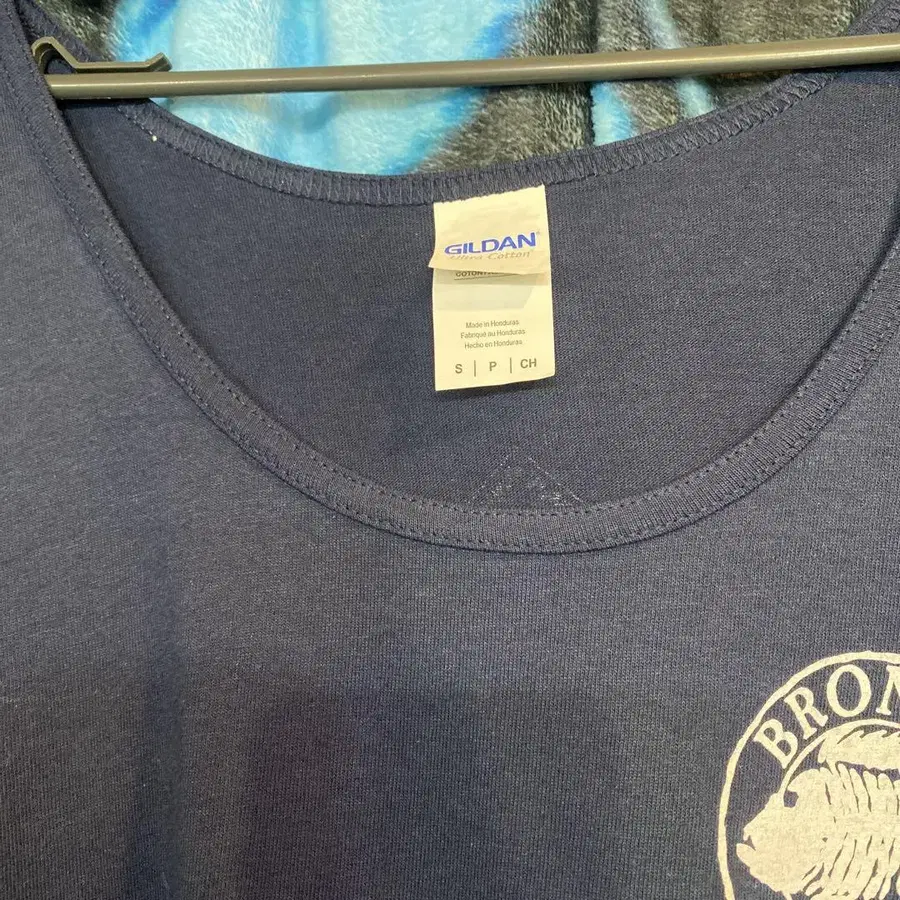 GILDAN
Ultra Cotton
Made in Honduras
Fabriqué au Honduras
Hecho en Honduras
S | P | CH
BRON